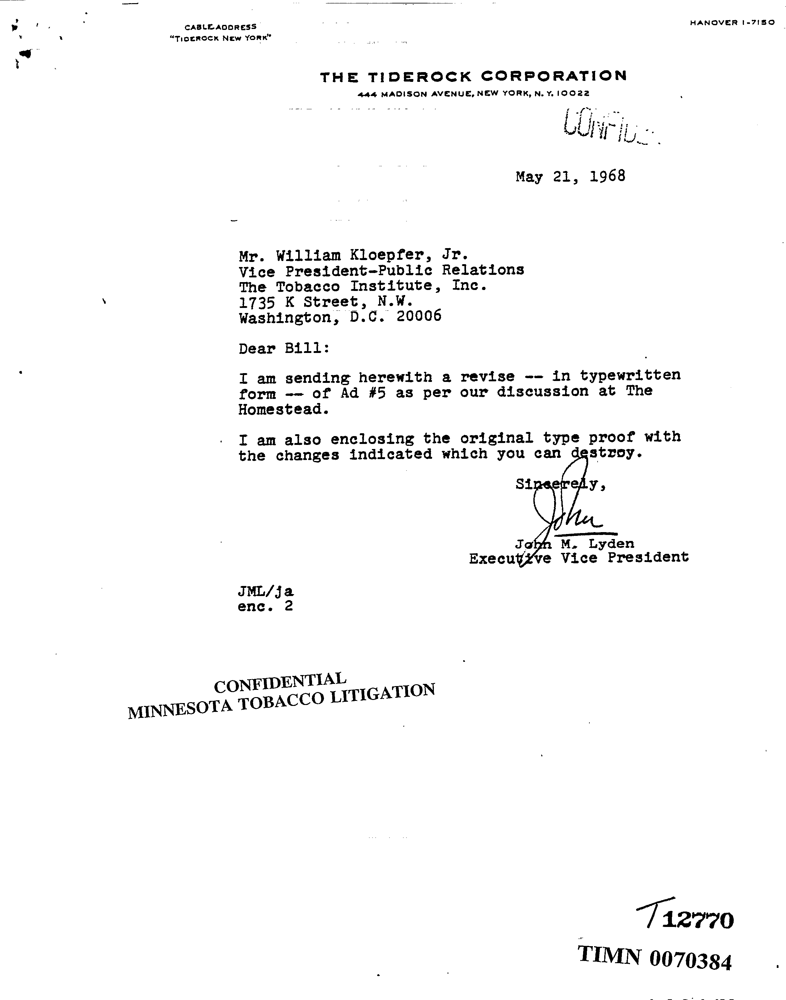 CABLE ADDRESS
"TIDEROCK NEW YORK"
HANOVER 1-7150
THE TIDEROCK CORPORATION
444 MADISON AVENUE, NEW YORK, N. Y. 10022
May 21, 1968
Mr. William Kloepfer, Jr.
Vice President-Public Relations
The Tobacco Institute, Inc.
1735 K Street, N.W.
Washington, D.C. 20006
Dear Bill:
I am sending herewith a revise -- in typewritten
form -- of Ad #5 as per our discussion at The
Homestead.
I am also enclosing the original type proof with
the changes indicated which you can destroy.
Sincerely,
John
John M. Lyden
Executive Vice President
JML/ja
enc. 2
CONFIDENTIAL
MINNESOTA TOBACCO LITIGATION
T12770
TIMN 0070384